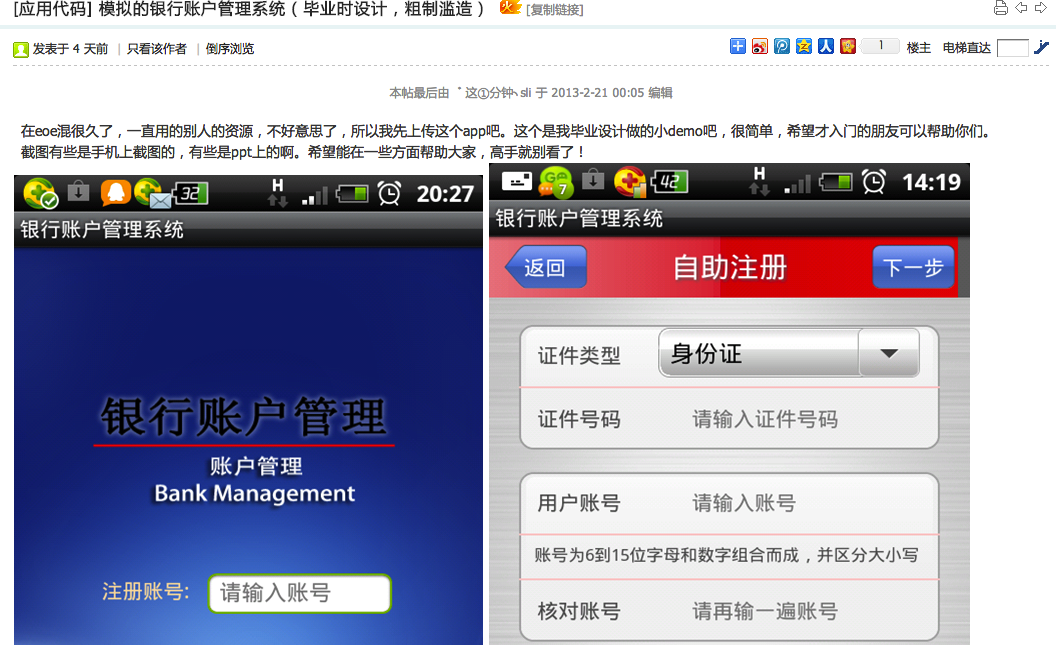 [应用代码] 模拟的银行账户管理系统（毕业时设计，粗制滥造） 火 [复制链接]
发表于 4 天前 | 只看该作者 | 倒序浏览 1 楼主 电梯直达
本帖最后由 ゛这①分钟ヽsli 于 2013-2-21 00:05 编辑
在eoe混很久了，一直用的别人的资源，不好意思了，所以我先上传这个app吧。这个是我毕业设计做的小demo吧，很简单，希望才入门的朋友可以帮助你们。
截图有些是手机上截图的，有些是ppt上的啊。希望能在一些方面帮助大家，高手就别看了！
32 H 20:27
银行账户管理系统
银行账户管理
账户管理
Bank Management
注册账号: 请输入账号
GO 7 42 H 14:19
银行账户管理系统
返回 自助注册 下一步
证件类型 身份证
证件号码 请输入证件号码
用户账号 请输入账号
账号为6到15位字母和数字组合而成，并区分大小写
核对账号 请再输一遍账号